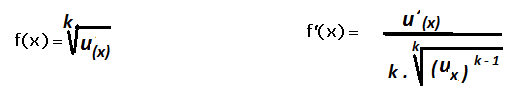 f(x) = ᵏ√u(x)
f'(x) = u'(x) / k . ᵏ√(uₓ)ᵏ⁻¹